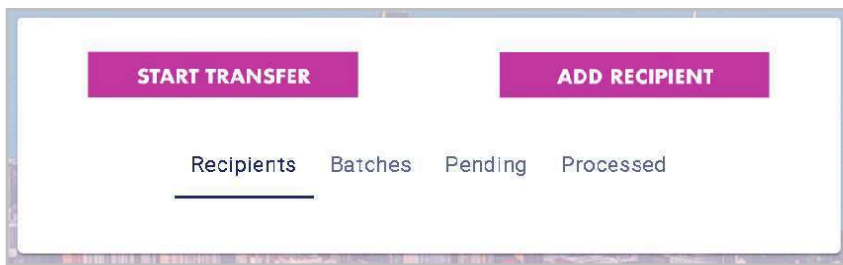 START TRANSFER ADD RECIPIENT
Recipients Batches Pending Processed